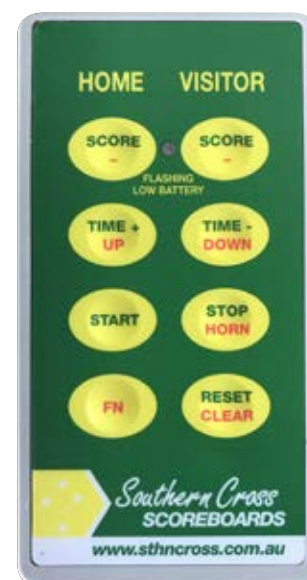 HOME VISITOR
SCORE SCORE
- -
FLASHING
LOW BATTERY
TIME + TIME -
UP DOWN
START STOP
HORN
FN RESET
CLEAR
Southern Cross
SCOREBOARDS
www.sthncross.com.au